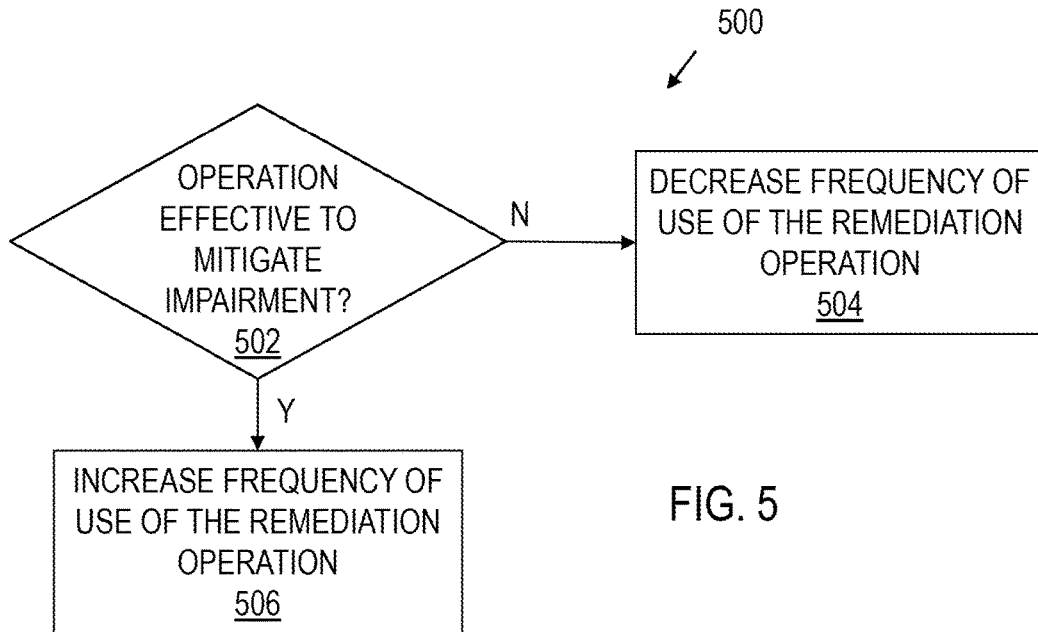 500
OPERATION
EFFECTIVE TO
MITIGATE
IMPAIRMENT?
502
N
DECREASE FREQUENCY OF
USE OF THE REMEDIATION
OPERATION
504
Y
INCREASE FREQUENCY OF
USE OF THE REMEDIATION
OPERATION
506
FIG. 5